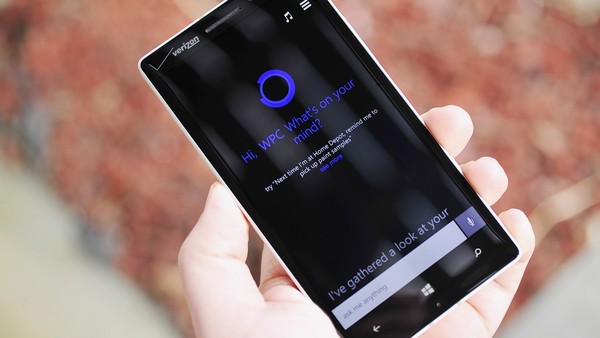 verizon
Hi, WPC What's on your
mind?
try "Next time I'm at Home Depot, remind me to
pick up paint samples"
see more
I've gathered a look at your
ask me anything